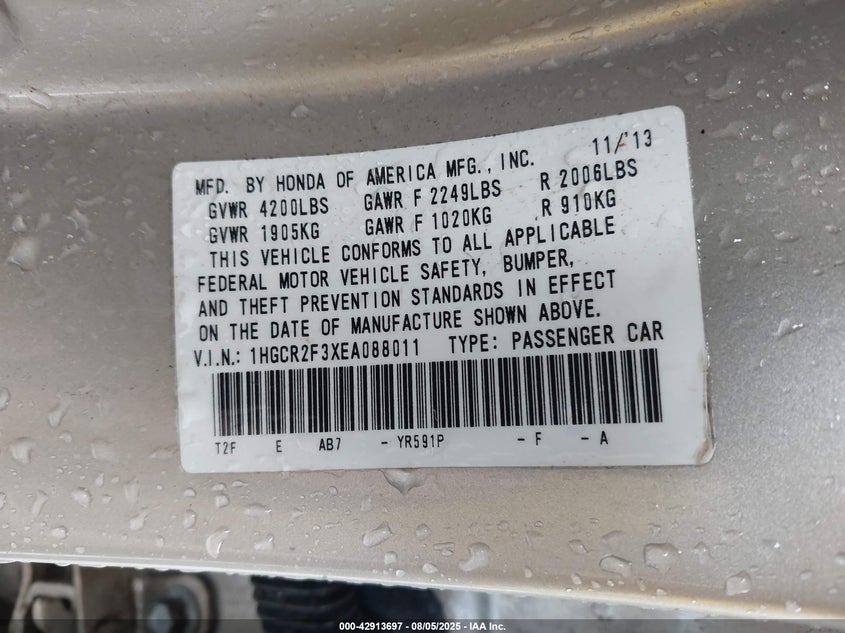 11/'13
MFD. BY HONDA OF AMERICA MFG., INC.
GVWR 4200LBS GAWR F 2249LBS R 2006LBS
GVWR 1905KG GAWR F 1020KG R 910KG
THIS VEHICLE CONFORMS TO ALL APPLICABLE
FEDERAL MOTOR VEHICLE SAFETY, BUMPER,
AND THEFT PREVENTION STANDARDS IN EFFECT
ON THE DATE OF MANUFACTURE SHOWN ABOVE.
V.I.N.: 1HGCR2F3XEA088011 TYPE: PASSENGER CAR
T2F E AB7 - YR591P - F - A
000-42913697 - 08/05/2025 - IAA Inc.